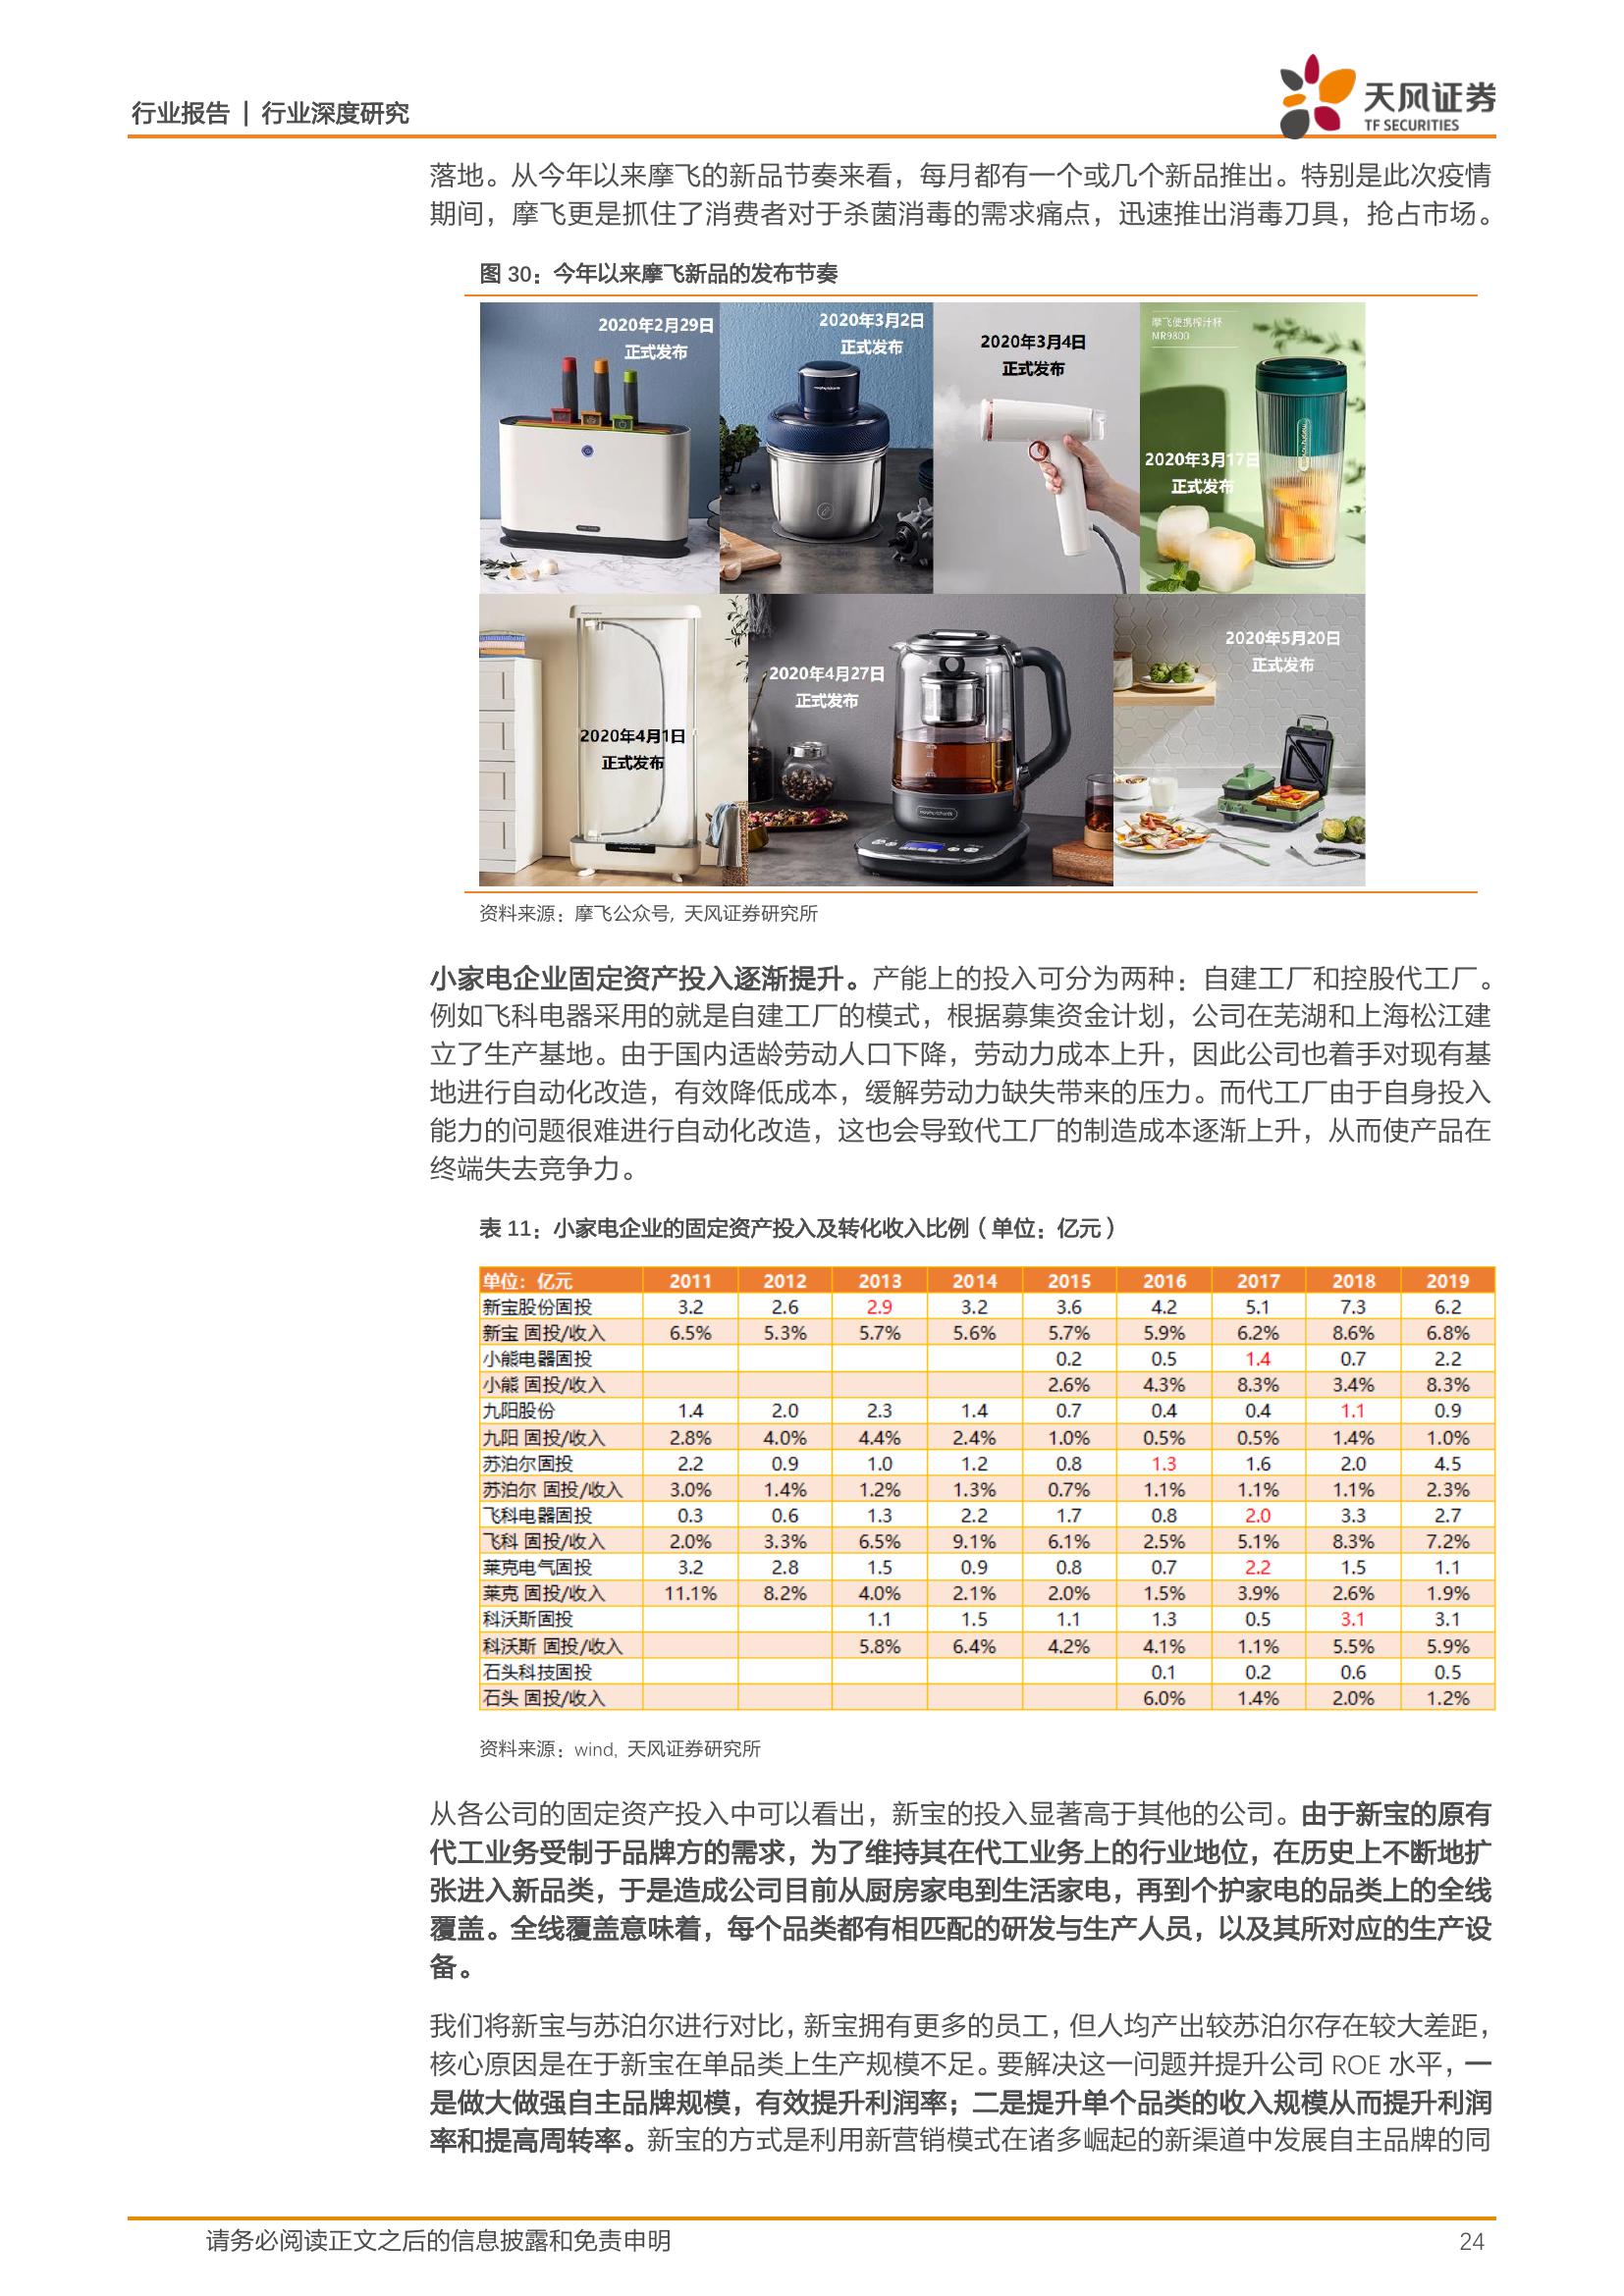 行业报告 | 行业深度研究
天风证券
TF SECURITIES
落地。从今年以来摩飞的新品节奏来看，每月都有一个或几个新品推出。特别是此次疫情
期间，摩飞更是抓住了消费者对于杀菌消毒的需求痛点，迅速推出消毒刀具，抢占市场。
图 30：今年以来摩飞新品的发布节奏
2020年2月29日
正式发布
2020年3月2日
正式发布
2020年3月4日
正式发布
摩飞便携榨汁杯
MR9800
2020年3月17日
正式发布
2020年4月1日
正式发布
2020年4月27日
正式发布
2020年5月20日
正式发布
资料来源：摩飞公众号, 天风证券研究所
小家电企业固定资产投入逐渐提升。产能上的投入可分为两种：自建工厂和控股代工厂。
例如飞科电器采用的就是自建工厂的模式，根据募集资金计划，公司在芜湖和上海松江建
立了生产基地。由于国内适龄劳动人口下降，劳动力成本上升，因此公司也着手对现有基
地进行自动化改造，有效降低成本，缓解劳动力缺失带来的压力。而代工厂由于自身投入
能力的问题很难进行自动化改造，这也会导致代工厂的制造成本逐渐上升，从而使产品在
终端失去竞争力。
表 11：小家电企业的固定资产投入及转化收入比例（单位：亿元）
单位：亿元 2011 2012 2013 2014 2015 2016 2017 2018 2019
新宝股份固投 3.2 2.6 2.9 3.2 3.6 4.2 5.1 7.3 6.2
新宝 固投/收入 6.5% 5.3% 5.7% 5.6% 5.7% 5.9% 6.2% 8.6% 6.8%
小熊电器固投 0.2 0.5 1.4 0.7 2.2
小熊 固投/收入 2.6% 4.3% 8.3% 3.4% 8.3%
九阳股份 1.4 2.0 2.3 1.4 0.7 0.4 0.4 1.1 0.9
九阳 固投/收入 2.8% 4.0% 4.4% 2.4% 1.0% 0.5% 0.5% 1.4% 1.0%
苏泊尔固投 2.2 0.9 1.0 1.2 0.8 1.3 1.6 2.0 4.5
苏泊尔 固投/收入 3.0% 1.4% 1.2% 1.3% 0.7% 1.1% 1.1% 1.1% 2.3%
飞科电器固投 0.3 0.6 1.3 2.2 1.7 0.8 2.0 3.3 2.7
飞科 固投/收入 2.0% 3.3% 6.5% 9.1% 6.1% 2.5% 5.1% 8.3% 7.2%
莱克电气固投 3.2 2.8 1.5 0.9 0.8 0.7 2.2 1.5 1.1
莱克 固投/收入 11.1% 8.2% 4.0% 2.1% 2.0% 1.5% 3.9% 2.6% 1.9%
科沃斯固投 1.1 1.5 1.1 1.3 0.5 3.1 3.1
科沃斯 固投/收入 5.8% 6.4% 4.2% 4.1% 1.1% 5.5% 5.9%
石头科技固投 0.1 0.2 0.6 0.5
石头 固投/收入 6.0% 1.4% 2.0% 1.2%
资料来源：wind, 天风证券研究所
从各公司的固定资产投入中可以看出，新宝的投入显著高于其他的公司。由于新宝的原有
代工业务受制于品牌方的需求，为了维持其在代工业务上的行业地位，在历史上不断地扩
张进入新品类，于是造成公司目前从厨房家电到生活家电，再到个护家电的品类上的全线
覆盖。全线覆盖意味着，每个品类都有相匹配的研发与生产人员，以及其所对应的生产设
备。
我们将新宝与苏泊尔进行对比，新宝拥有更多的员工，但人均产出较苏泊尔存在较大差距，
核心原因是在于新宝在单品类上生产规模不足。要解决这一问题并提升公司 ROE 水平，一
是做大做强自主品牌规模，有效提升利润率；二是提升单个品类的收入规模从而提升利润
率和提高周转率。新宝的方式是利用新营销模式在诸多崛起的新渠道中发展自主品牌的同
请务必阅读正文之后的信息披露和免责申明
24